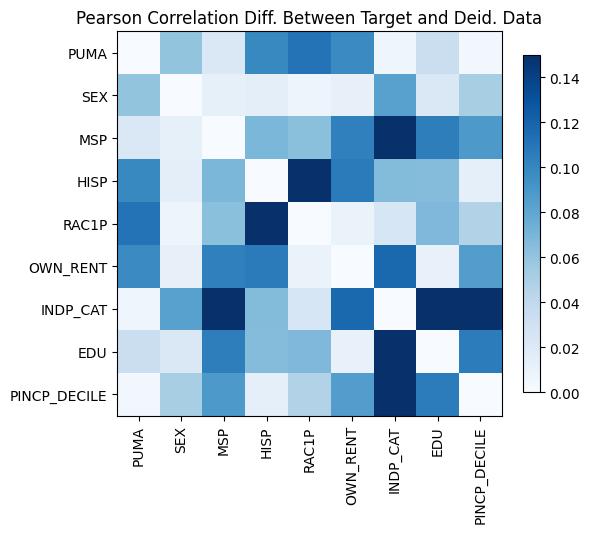 Pearson Correlation Diff. Between Target and Deid. Data
PUMA
SEX
MSP
HISP
RAC1P
OWN_RENT
INDP_CAT
EDU
PINCP_DECILE
PUMA
SEX
MSP
HISP
RAC1P
OWN_RENT
INDP_CAT
EDU
PINCP_DECILE
0.14
0.12
0.10
0.08
0.06
0.04
0.02
0.00